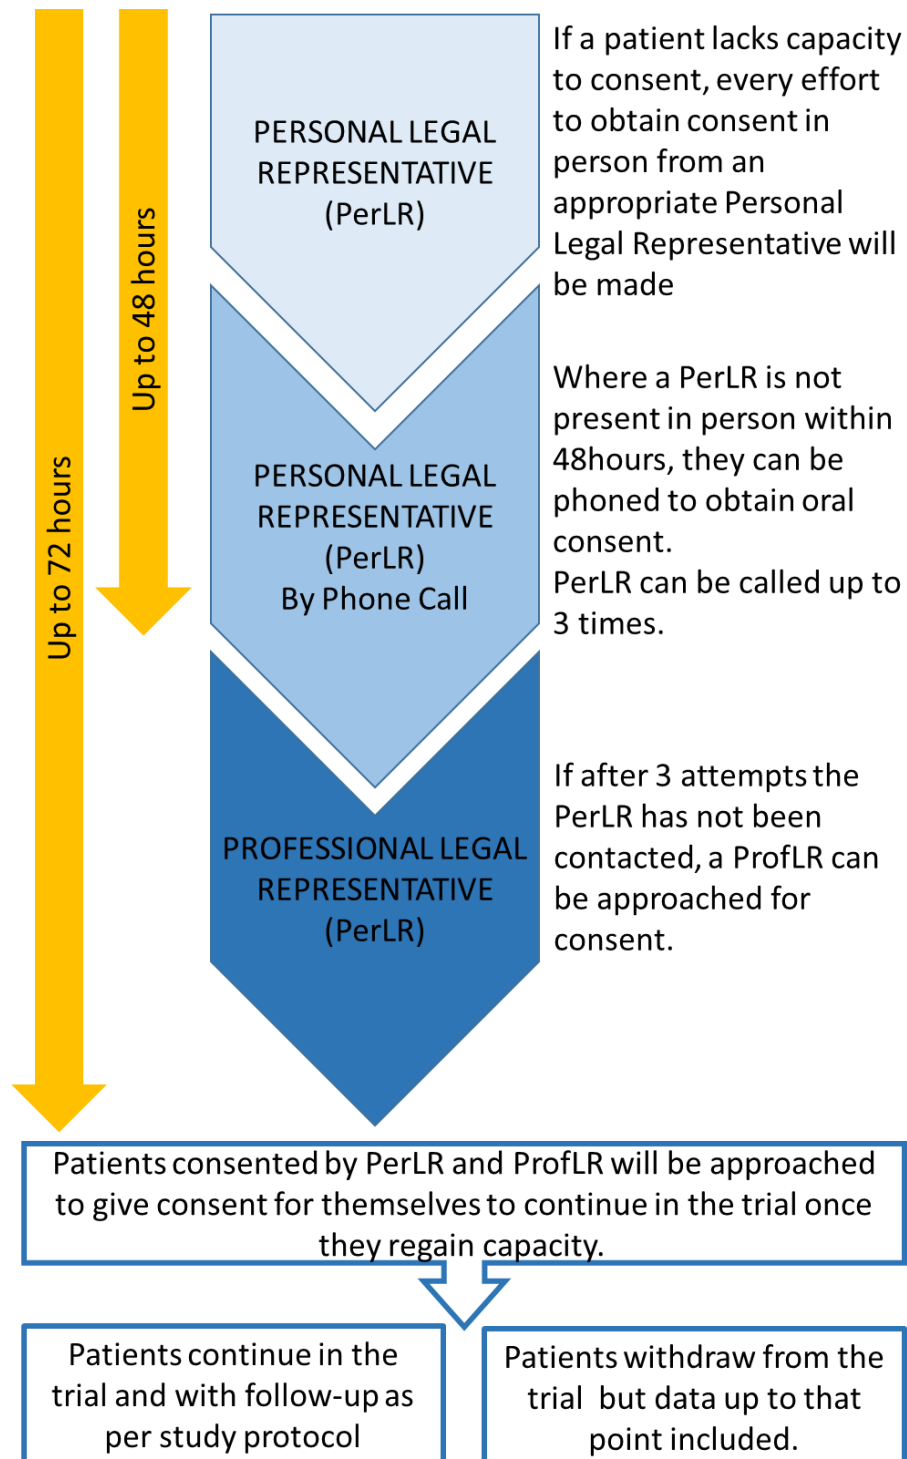 Up to 72 hours
Up to 48 hours
PERSONAL LEGAL
REPRESENTATIVE
(PerLR)
If a patient lacks capacity
to consent, every effort
to obtain consent in
person from an
appropriate Personal
Legal Representative will
be made
PERSONAL LEGAL
REPRESENTATIVE
(PerLR)
By Phone Call
Where a PerLR is not
present in person within
48hours, they can be
phoned to obtain oral
consent.
PerLR can be called up to
3 times.
PROFESSIONAL LEGAL
REPRESENTATIVE
(PerLR)
If after 3 attempts the
PerLR has not been
contacted, a ProfLR can
be approached for
consent.
Patients consented by PerLR and ProfLR will be approached
to give consent for themselves to continue in the trial once
they regain capacity.
Patients continue in the
trial and with follow-up as
per study protocol
Patients withdraw from the
trial but data up to that
point included.